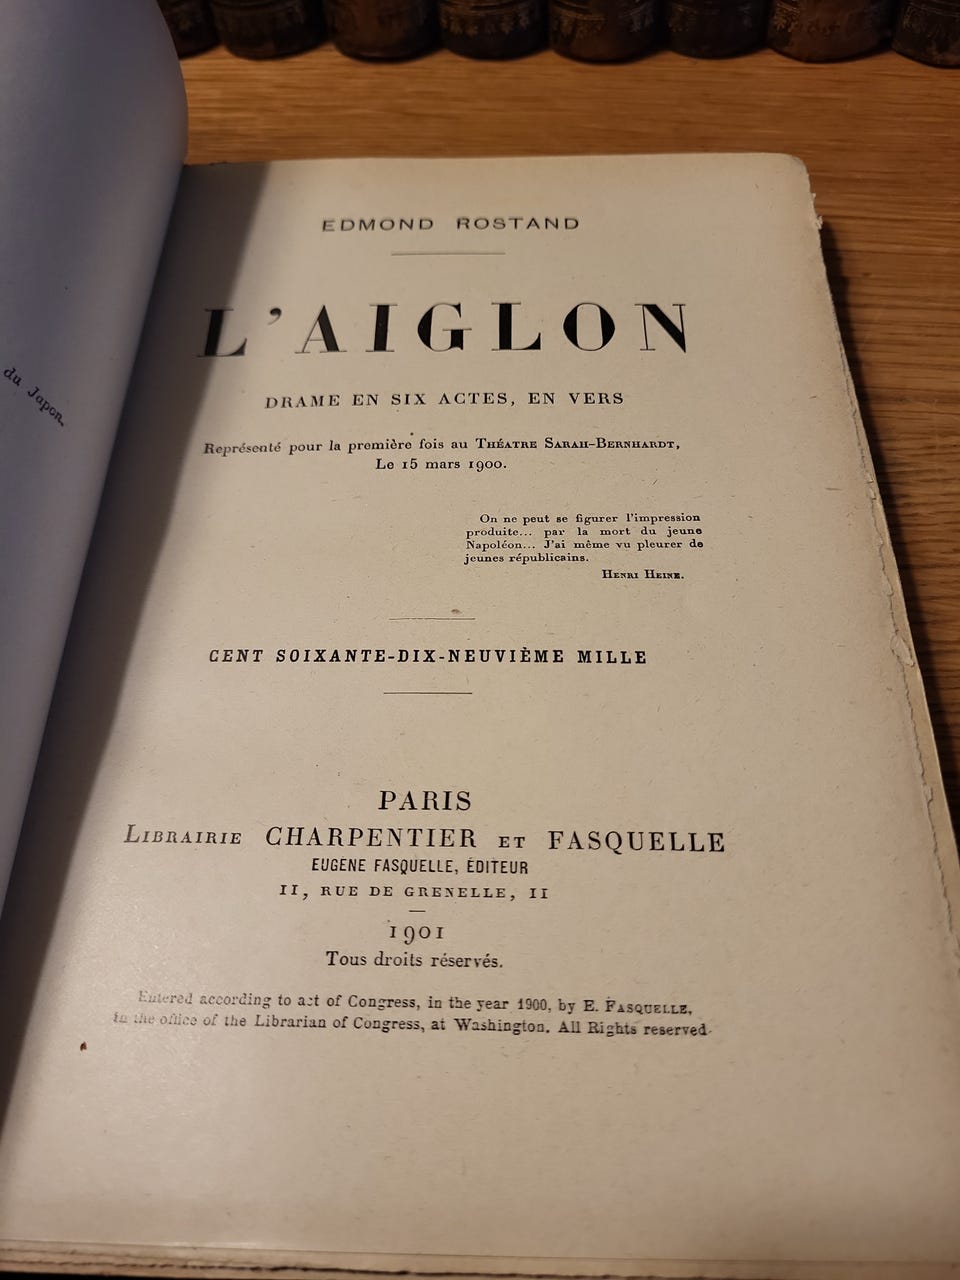 du Japon.
EDMOND ROSTAND
L'AIGLON
DRAME EN SIX ACTES, EN VERS
Représenté pour la première fois au THÉATRE SARAH-BERNHARDT,
Le 15 mars 1900.
On ne peut se figurer l'impression
produite... par la mort du jeune
Napoléon... J'ai même vu pleurer de
jeunes républicains.
HENRI HEINE.
CENT SOIXANTE-DIX-NEUVIÈME MILLE
PARIS
LIBRAIRIE CHARPENTIER ET FASQUELLE
EUGÈNE FASQUELLE, ÉDITEUR
11, RUE DE GRENELLE, 11
1901
Tous droits réservés.
Entered according to act of Congress, in the year 1900, by E. FASQUELLE,
in the office of the Librarian of Congress, at Washington. All Rights reserved.